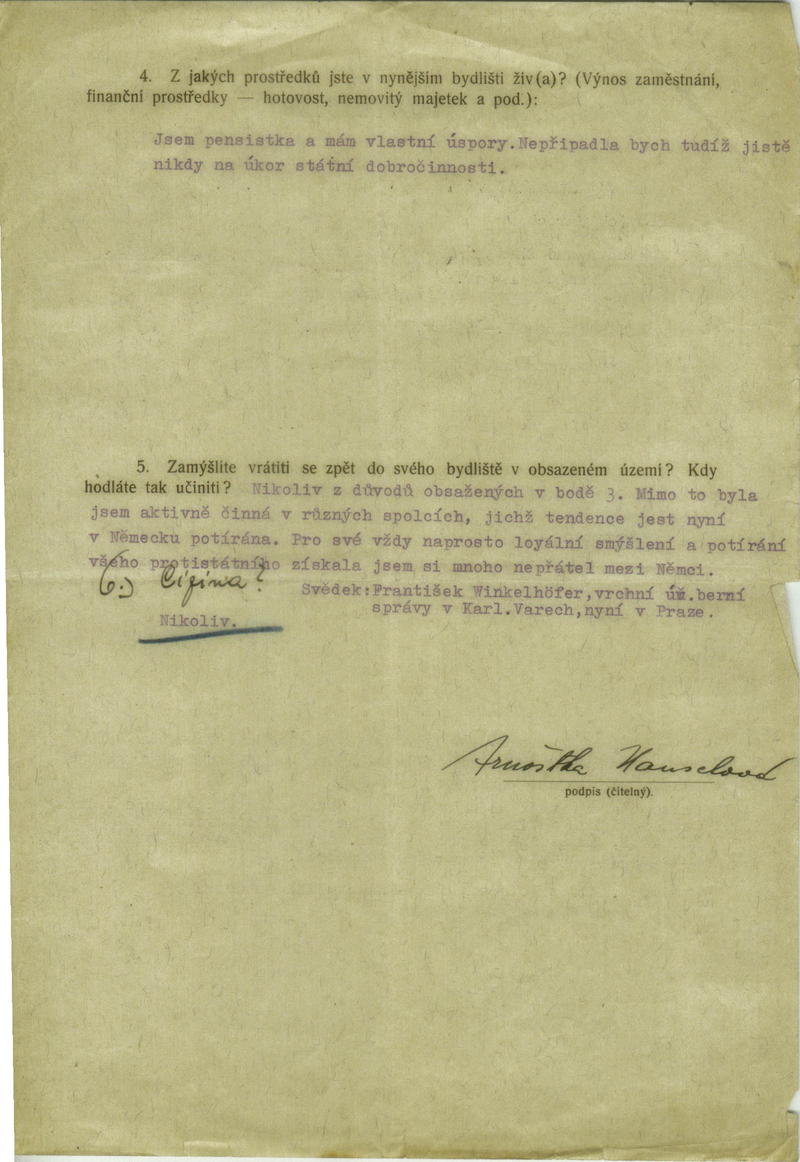 4. Z jakých prostředků jste v nynějším bydlišti živ(a)? (Výnos zaměstnání,
finanční prostředky — hotovost, nemovitý majetek a pod.):
Jsem pensistka a mám vlastní úspory.Nepřipadla bych tudíž jistě
nikdy na úkor státní dobročinnosti.
5. Zamýšlíte vrátiti se zpět do svého bydliště v obsazeném území? Kdy
hodláte tak učiniti? Nikoliv z důvodů obsažených v bodě 3. Mimo to byla
jsem aktivně činná v různých spolcích, jichž tendence jest nyní
v Německu potírána. Pro své vždy naprosto loyální smýšlení a potírání
všeho protistátního získala jsem si mnoho nepřátel mezi Němci.
6.) Cizina?
Svědek:František Winkelhöfer,vrchní úř.berní
správy v Karl.Varech,nyní v Praze.
Nikoliv.
Arnoštka Hanselová
podpis (čitelný).